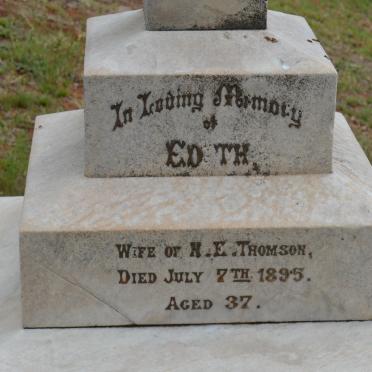 In Loving Memory
of
EDITH,
WIFE OF N. E. THOMSON,
DIED JULY 7TH 1895.
AGED 37.